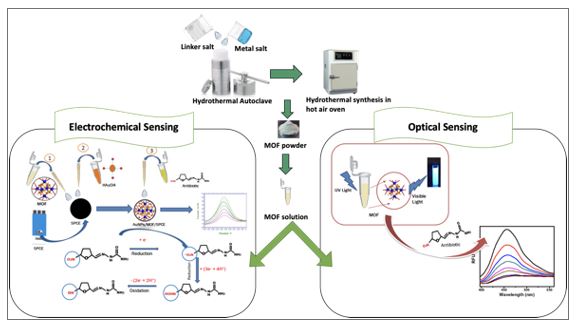 Linker salt
Metal salt
Hydrothermal Autoclave
Hydrothermal synthesis in
hot air oven
MOF powder
MOF solution
Electrochemical Sensing
1
2
3
MOF
HAuCl4
Antibiotic
SPCE
SPCE
AuNPs/MOF/SPCE
+ e
Reduction
Reduction
+ (3e⁻ 4H⁺)
- (2e⁻ + 2H⁺)
Oxidation
Optical Sensing
UV Light
Visible
Light
MOF
Antibiotic
RFU
Wavelength (nm)